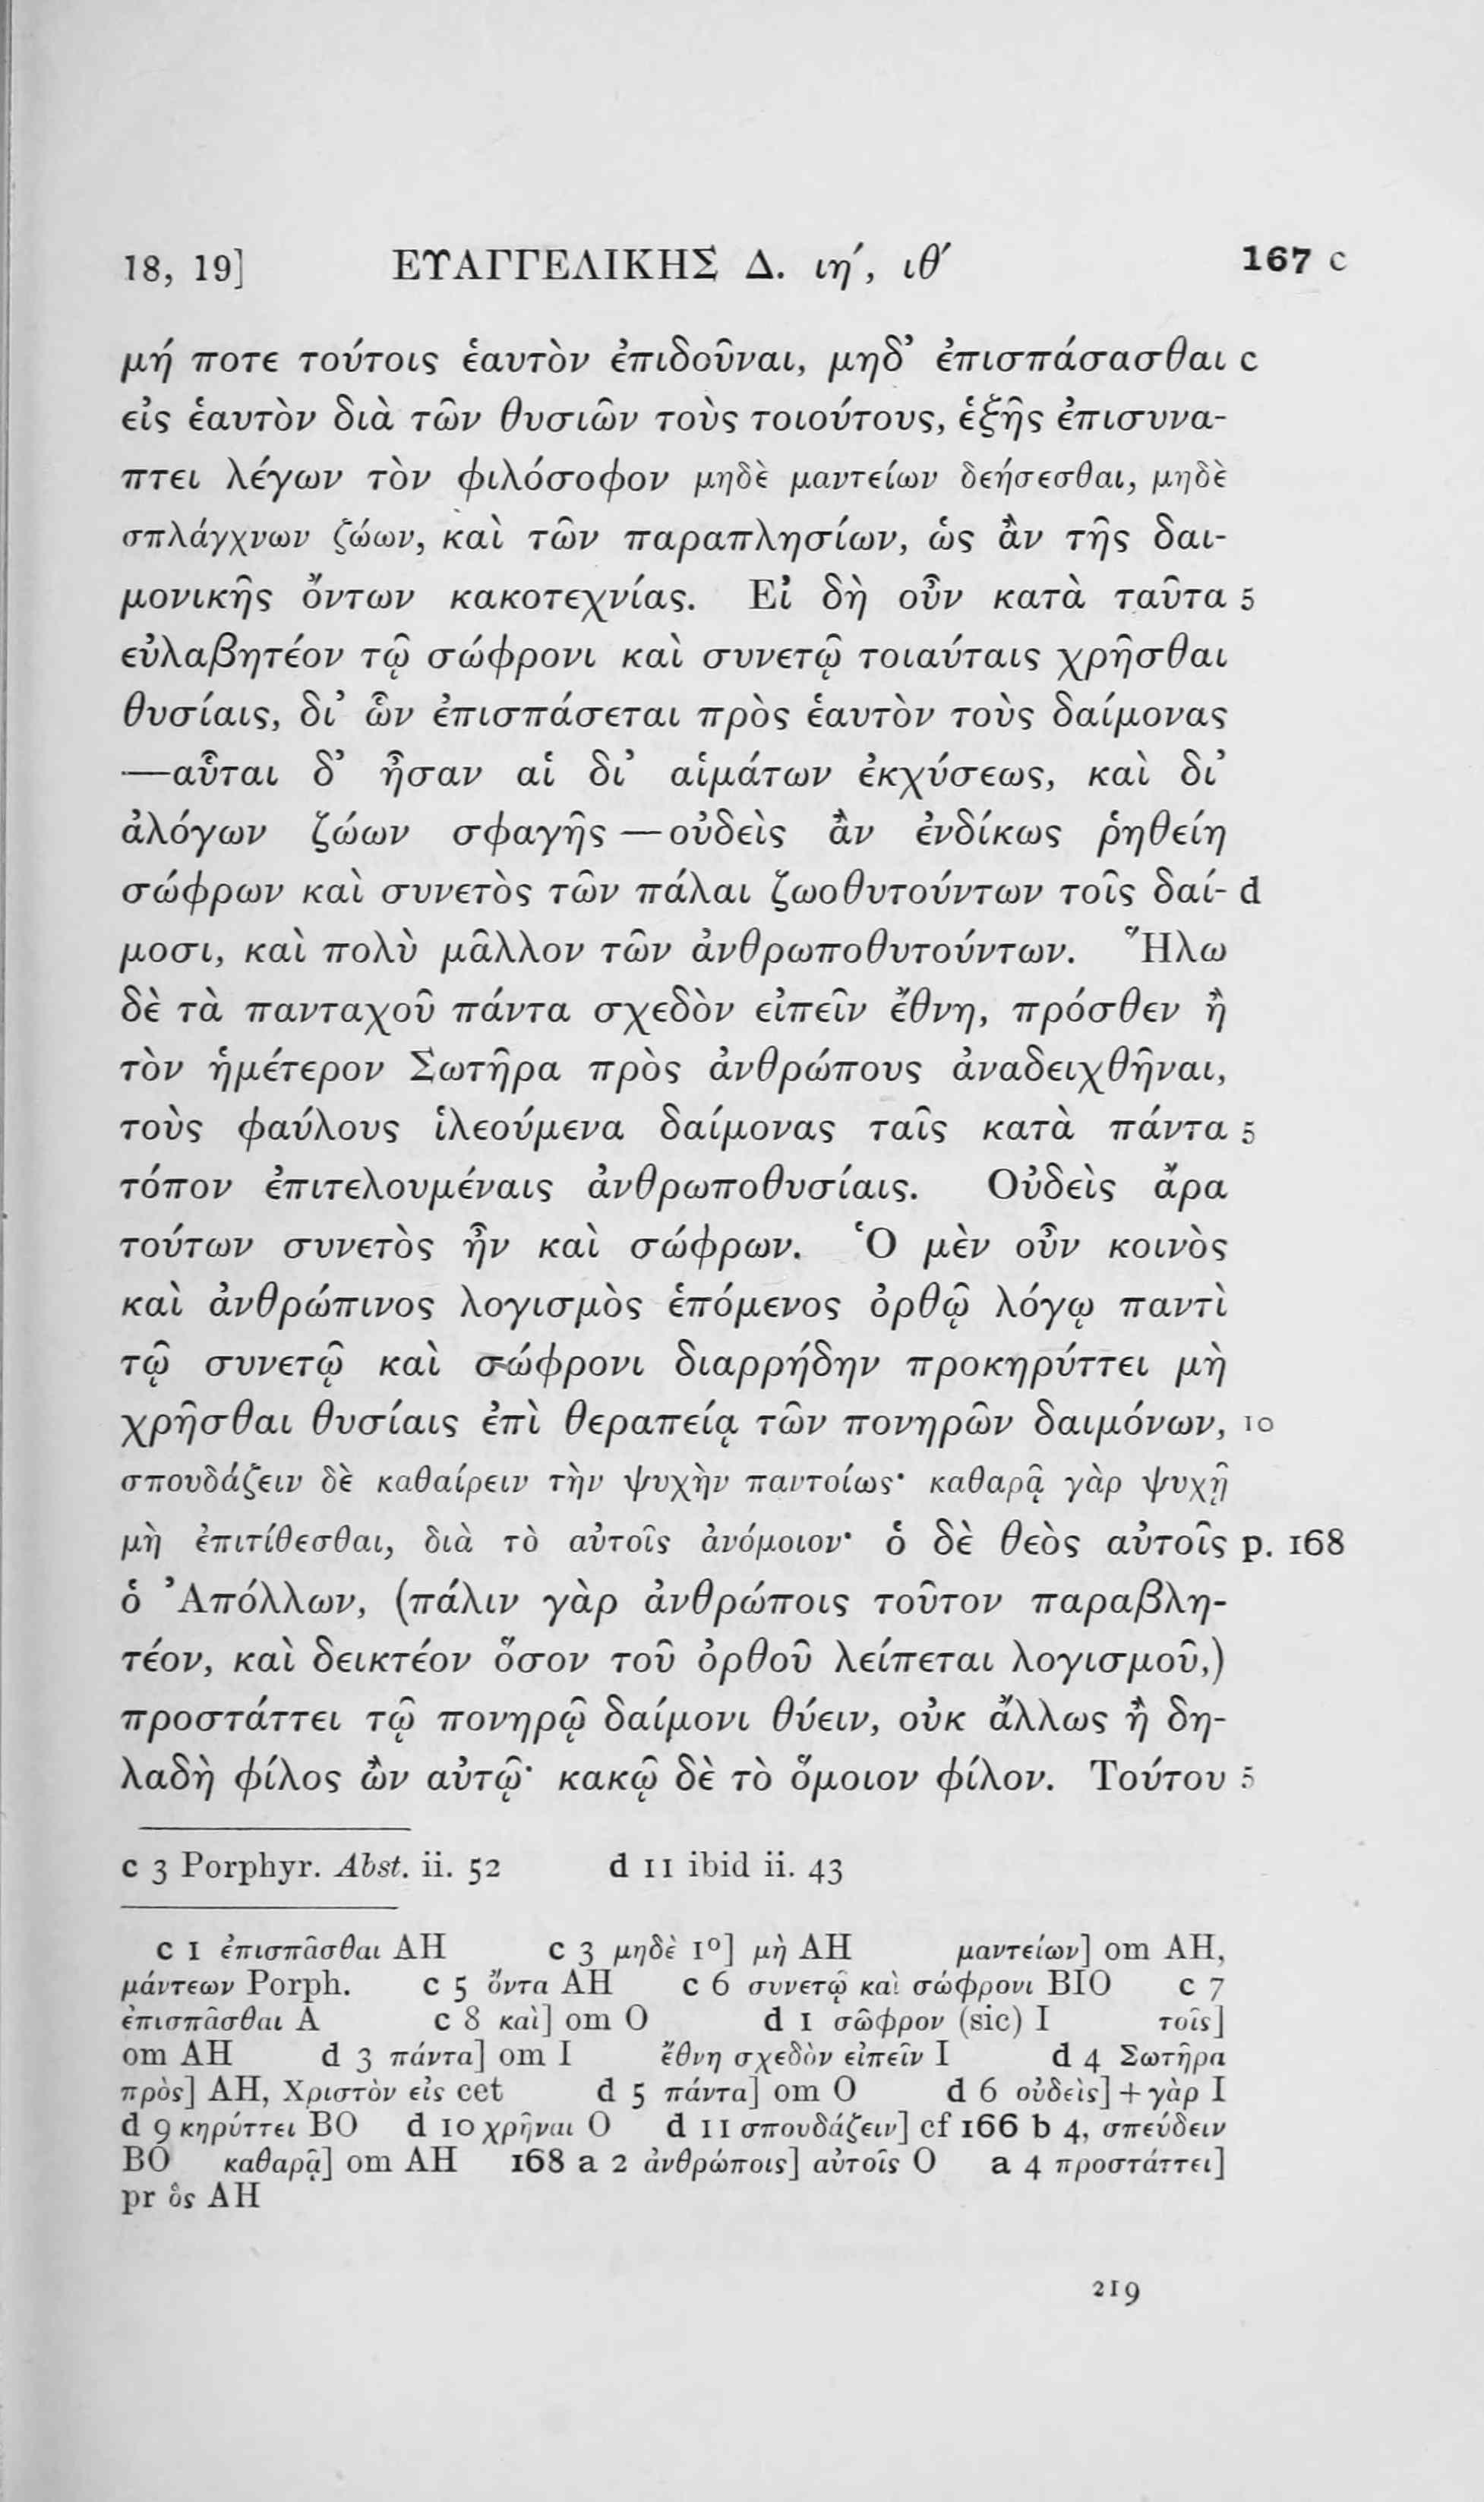 18, 19] ΕΥΑΓΓΕΛΙΚΗΣ Δ. ιη΄, ιθ΄ 167 c
μή ποτε τούτοις ἑαυτὸν ἐπιδοῦναι, μηδ’ ἐπισπάσασθαι c
εἰς ἑαυτὸν διὰ τῶν θυσιῶν τοὺς τοιούτους, ἑξῆς ἐπισυνα-
πτει λέγων τὸν φιλόσοφον μηδὲ μαντείων δεήσεσθαι, μηδὲ
σπλάγχνων ζώων, καὶ τῶν παραπλησίων, ὡς ἂν τῆς δαι-
μονικῆς ὄντων κακοτεχνίας. Εἰ δὴ οὖν κατὰ ταῦτα 5
εὐλαβητέον τῷ σώφρονι καὶ συνετῷ τοιαύταις χρῆσθαι
θυσίαις, δι’ ὧν ἐπισπάσεται πρὸς ἑαυτὸν τοὺς δαίμονας
—αὗται δ’ ἦσαν αἱ δι’ αἱμάτων ἐκχύσεως, καὶ δι’
ἀλόγων ζώων σφαγῆς—οὐδεὶς ἂν ἐνδίκως ῥηθείη
σώφρων καὶ συνετὸς τῶν πάλαι ζωοθυτούντων τοῖς δαί- d
μοσι, καὶ πολὺ μᾶλλον τῶν ἀνθρωποθυτούντων. Ἥλω
δὲ τὰ πανταχοῦ πάντα σχεδὸν εἰπεῖν ἔθνη, πρόσθεν ἢ
τὸν ἡμέτερον Σωτῆρα πρὸς ἀνθρώπους ἀναδειχθῆναι,
τοὺς φαύλους ἱλεούμενα δαίμονας ταῖς κατὰ πάντα 5
τόπον ἐπιτελουμέναις ἀνθρωποθυσίαις. Οὐδεὶς ἄρα
τούτων συνετὸς ἦν καὶ σώφρων. Ὁ μὲν οὖν κοινὸς
καὶ ἀνθρώπινος λογισμὸς ἑπόμενος ὀρθῷ λόγῳ παντὶ
τῷ συνετῷ καὶ σώφρονι διαρρήδην προκηρύττει μὴ
χρῆσθαι θυσίαις ἐπὶ θεραπείᾳ τῶν πονηρῶν δαιμόνων, 10
σπουδάζειν δὲ καθαίρειν τὴν ψυχὴν παντοίως· καθαρᾷ γὰρ ψυχῇ
μὴ ἐπιτίθεσθαι, διὰ τὸ αὐτοῖς ἀνόμοιον· ὁ δὲ θεὸς αὐτοῖς p. 168
ὁ Ἀπόλλων, (πάλιν γὰρ ἀνθρώποις τοῦτον παραβλη-
τέον, καὶ δεικτέον ὅσον τοῦ ὀρθοῦ λείπεται λογισμοῦ,)
προστάττει τῷ πονηρῷ δαίμονι θύειν, οὐκ ἄλλως ἢ δη-
λαδὴ φίλος ὢν αὐτῷ· κακῷ δὲ τὸ ὅμοιον φίλον. Τούτου 5
c 3 Porphyr. Abst. ii. 52 d 11 ibid ii. 43
c 1 ἐπισπᾶσθαι AH c 3 μηδὲ 1º] μὴ AH μαντείων] om AH,
μάντεων Porph. c 5 ὄντα AH c 6 συνετῷ καὶ σώφρονι BIO c 7
ἐπισπᾶσθαι A c 8 καὶ] om O d 1 σῶφρον (sic) I τοῖς]
om AH d 3 πάντα] om I ἔθνη σχεδὸν εἰπεῖν I d 4 Σωτῆρα
πρὸς] AH, Χριστὸν εἰς cet d 5 πάντα] om O d 6 οὐδεὶς] + γὰρ I
d 9 κηρύττει BO d 10 χρῆναι O d 11 σπουδάζειν] cf 166 b 4, σπεύδειν
BO καθαρᾷ] om AH 168 a 2 ἀνθρώποις] αὐτοῖς O a 4 προστάττει]
pr ὃς AH
219